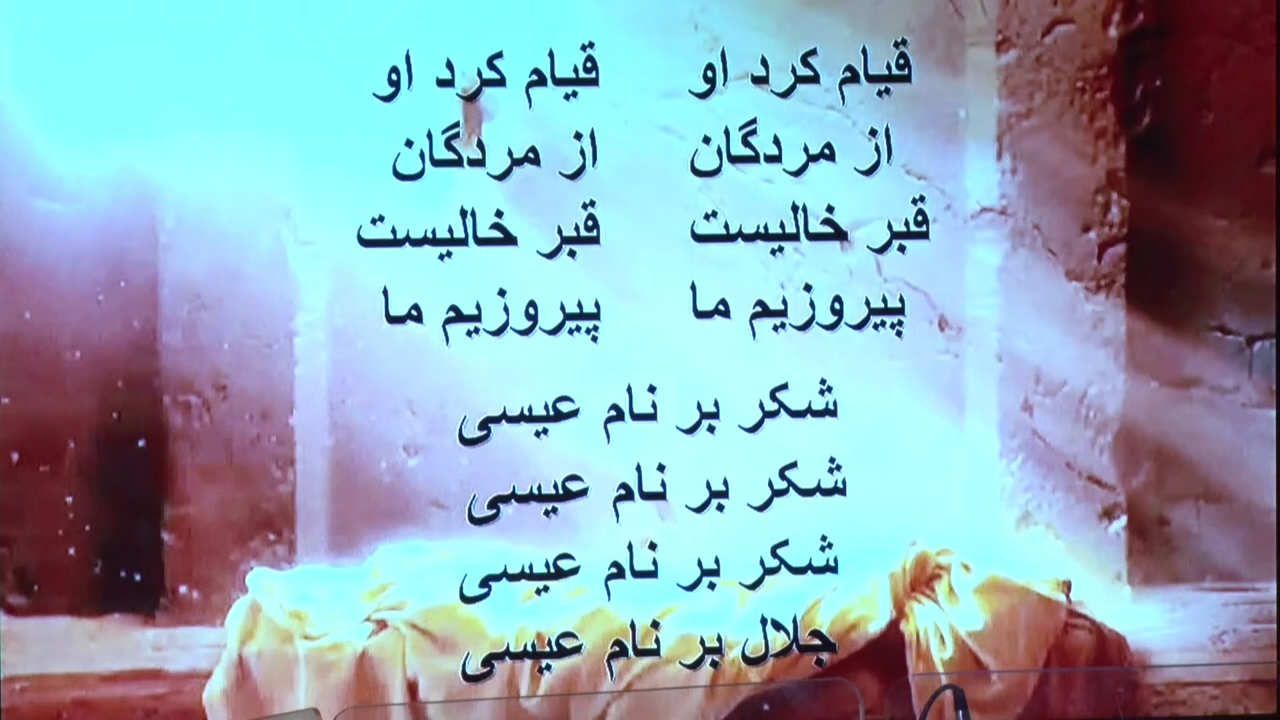 قیام کرد او قیام کرد او
از مردگان از مردگان
قبر خالیست قبر خالیست
پیروزیم ما پیروزیم ما
شکر بر نام عیسی
شکر بر نام عیسی
شکر بر نام عیسی
جلال بر نام عیسی